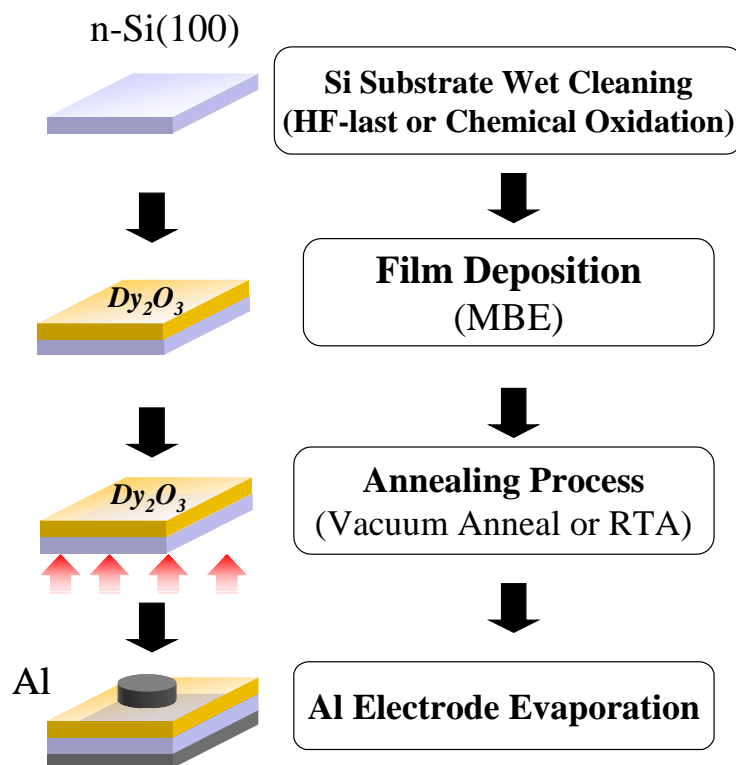 n-Si(100)
Si Substrate Wet Cleaning
(HF-last or Chemical Oxidation)
Dy₂O₃
Film Deposition
(MBE)
Dy₂O₃
Annealing Process
(Vacuum Anneal or RTA)
Al
Al Electrode Evaporation